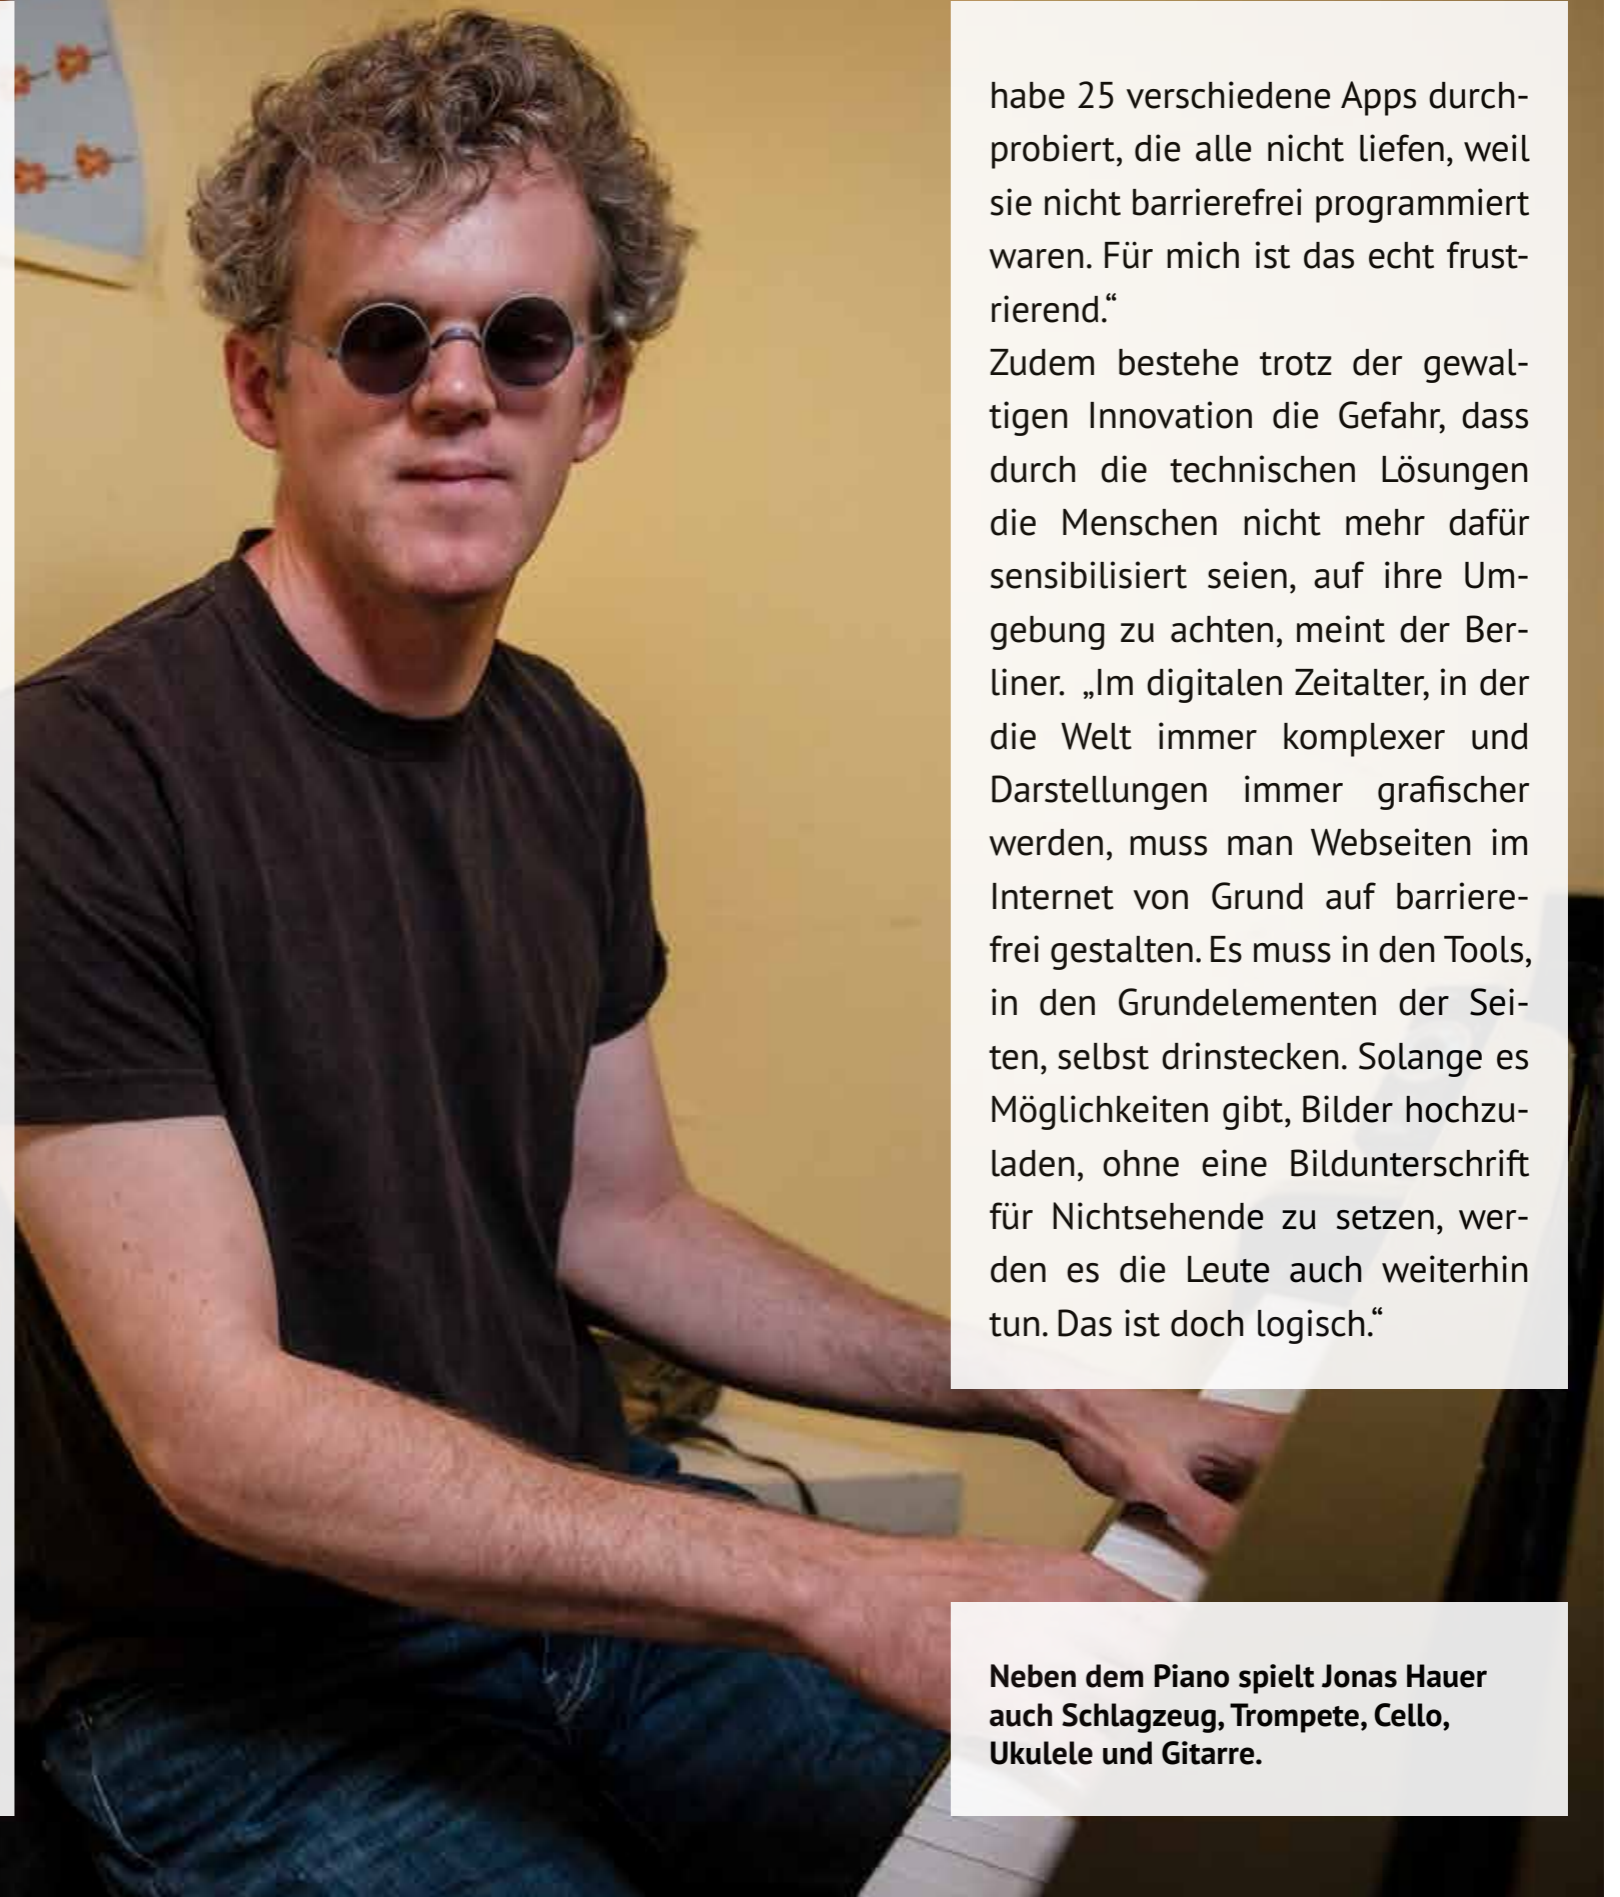 habe 25 verschiedene Apps durch-
probiert, die alle nicht liefen, weil
sie nicht barrierefrei programmiert
waren. Für mich ist das echt frust-
rierend.“
Zudem bestehe trotz der gewal-
tigen Innovation die Gefahr, dass
durch die technischen Lösungen
die Menschen nicht mehr dafür
sensibilisiert seien, auf ihre Um-
gebung zu achten, meint der Ber-
liner. „Im digitalen Zeitalter, in der
die Welt immer komplexer und
Darstellungen immer grafischer
werden, muss man Webseiten im
Internet von Grund auf barriere-
frei gestalten. Es muss in den Tools,
in den Grundelementen der Sei-
ten, selbst drinstecken. Solange es
Möglichkeiten gibt, Bilder hochzu-
laden, ohne eine Bildunterschrift
für Nichtsehende zu setzen, wer-
den es die Leute auch weiterhin
tun. Das ist doch logisch.“
Neben dem Piano spielt Jonas Hauer
auch Schlagzeug, Trompete, Cello,
Ukulele und Gitarre.